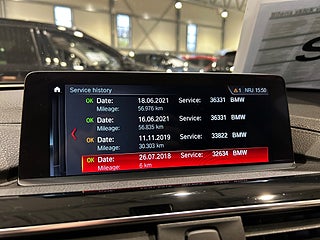 Service history
1 NRJ 15:50
OK Date: 18.06.2021 Service: 36331 BMW
Mileage: 56.976 km
OK Date: 16.06.2021 Service: 36331 BMW
Mileage: 56.835 km
OK Date: 11.11.2019 Service: 33822 BMW
Mileage: 30.303 km
OK Date: 26.07.2018 Service: 32634 BMW
Mileage: 6 km